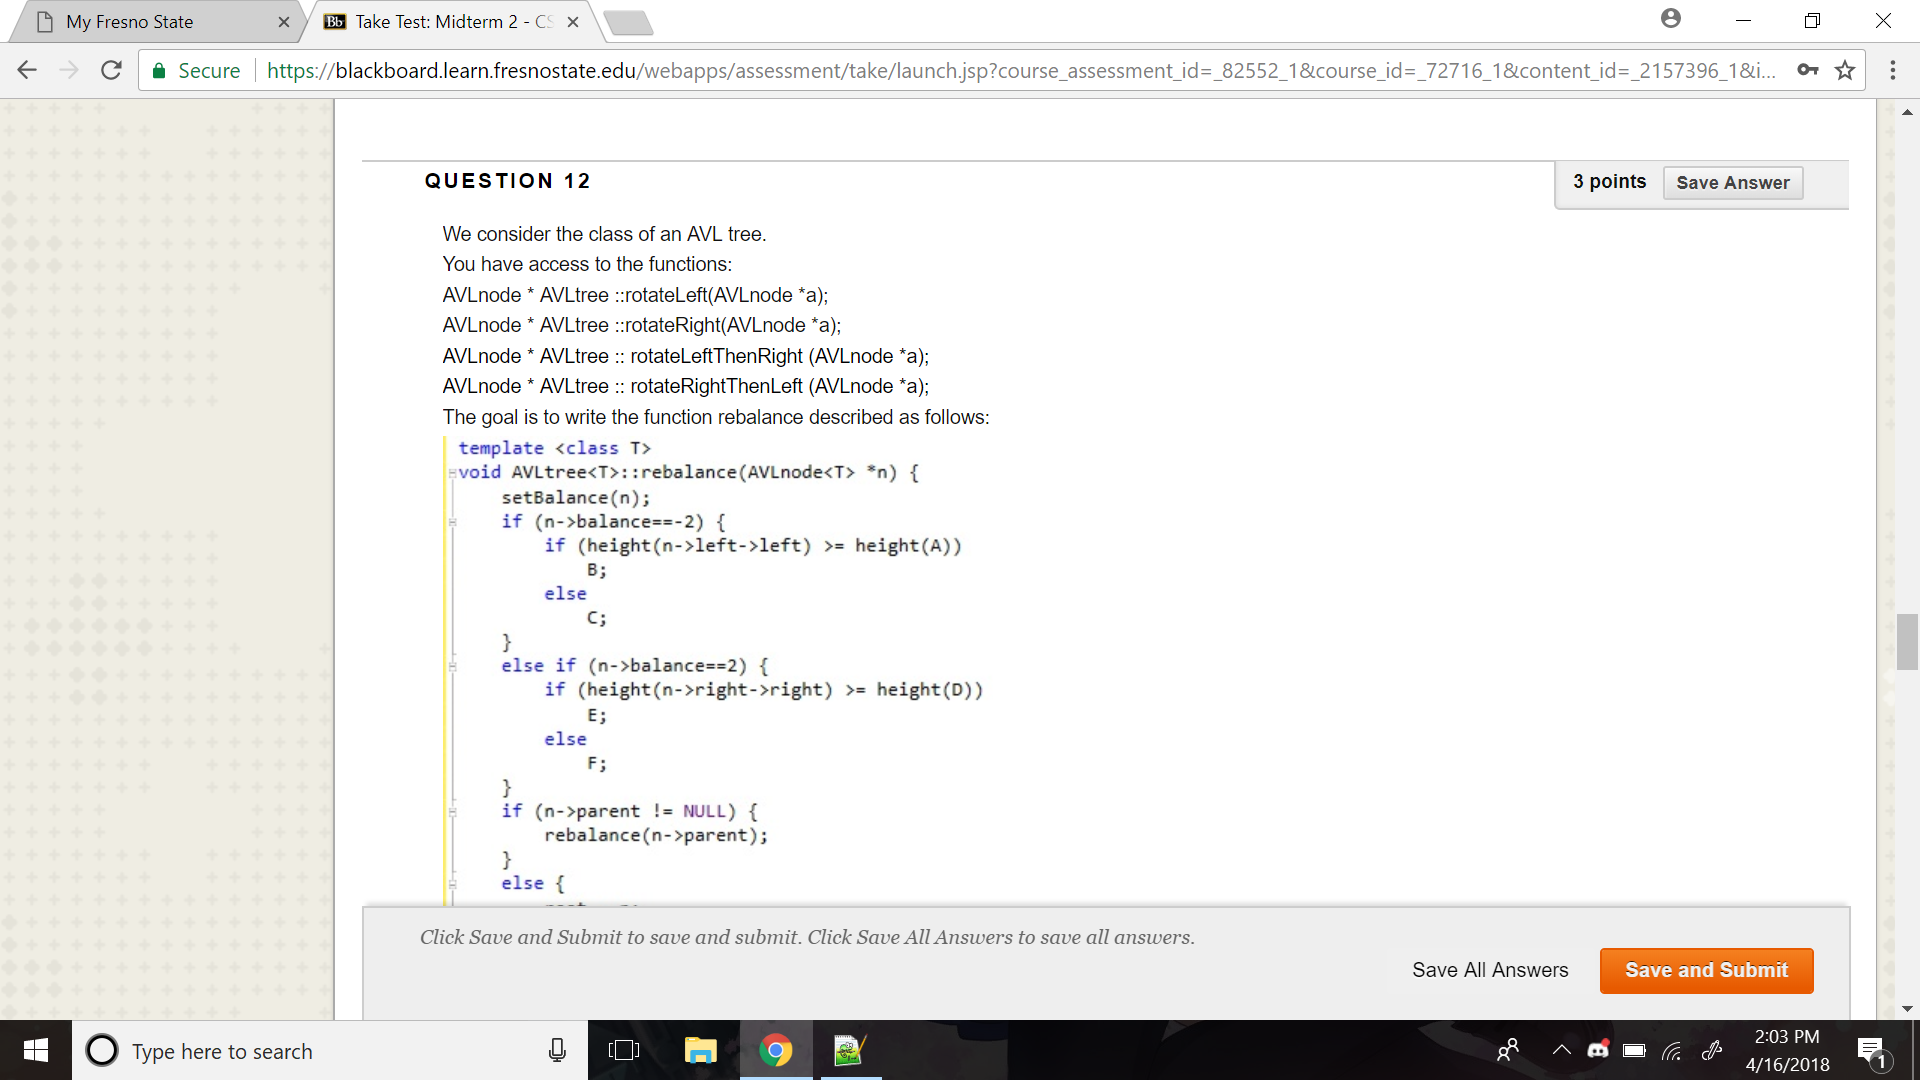 My Fresno State
Bb Take Test: Midterm 2 - CS
Secure https://blackboard.learn.fresnostate.edu/webapps/assessment/take/launch.jsp?course_assessment_id=_82552_1&course_id=_72716_1&content_id=_2157396_1&i...
QUESTION 12
3 points Save Answer
We consider the class of an AVL tree.
You have access to the functions:
AVLnode * AVLtree ::rotateLeft(AVLnode *a);
AVLnode * AVLtree ::rotateRight(AVLnode *a);
AVLnode * AVLtree :: rotateLeftThenRight (AVLnode *a);
AVLnode * AVLtree :: rotateRightThenLeft (AVLnode *a);
The goal is to write the function rebalance described as follows:
template <class T>
void AVLtree<T>::rebalance(AVLnode<T> *n) {
setBalance(n);
if (n->balance==-2) {
if (height(n->left->left) >= height(A))
B;
else
C;
}
else if (n->balance==2) {
if (height(n->right->right) >= height(D))
E;
else
F;
}
if (n->parent != NULL) {
rebalance(n->parent);
}
else {
Click Save and Submit to save and submit. Click Save All Answers to save all answers.
Save All Answers Save and Submit
Type here to search
2:03 PM
4/16/2018
1